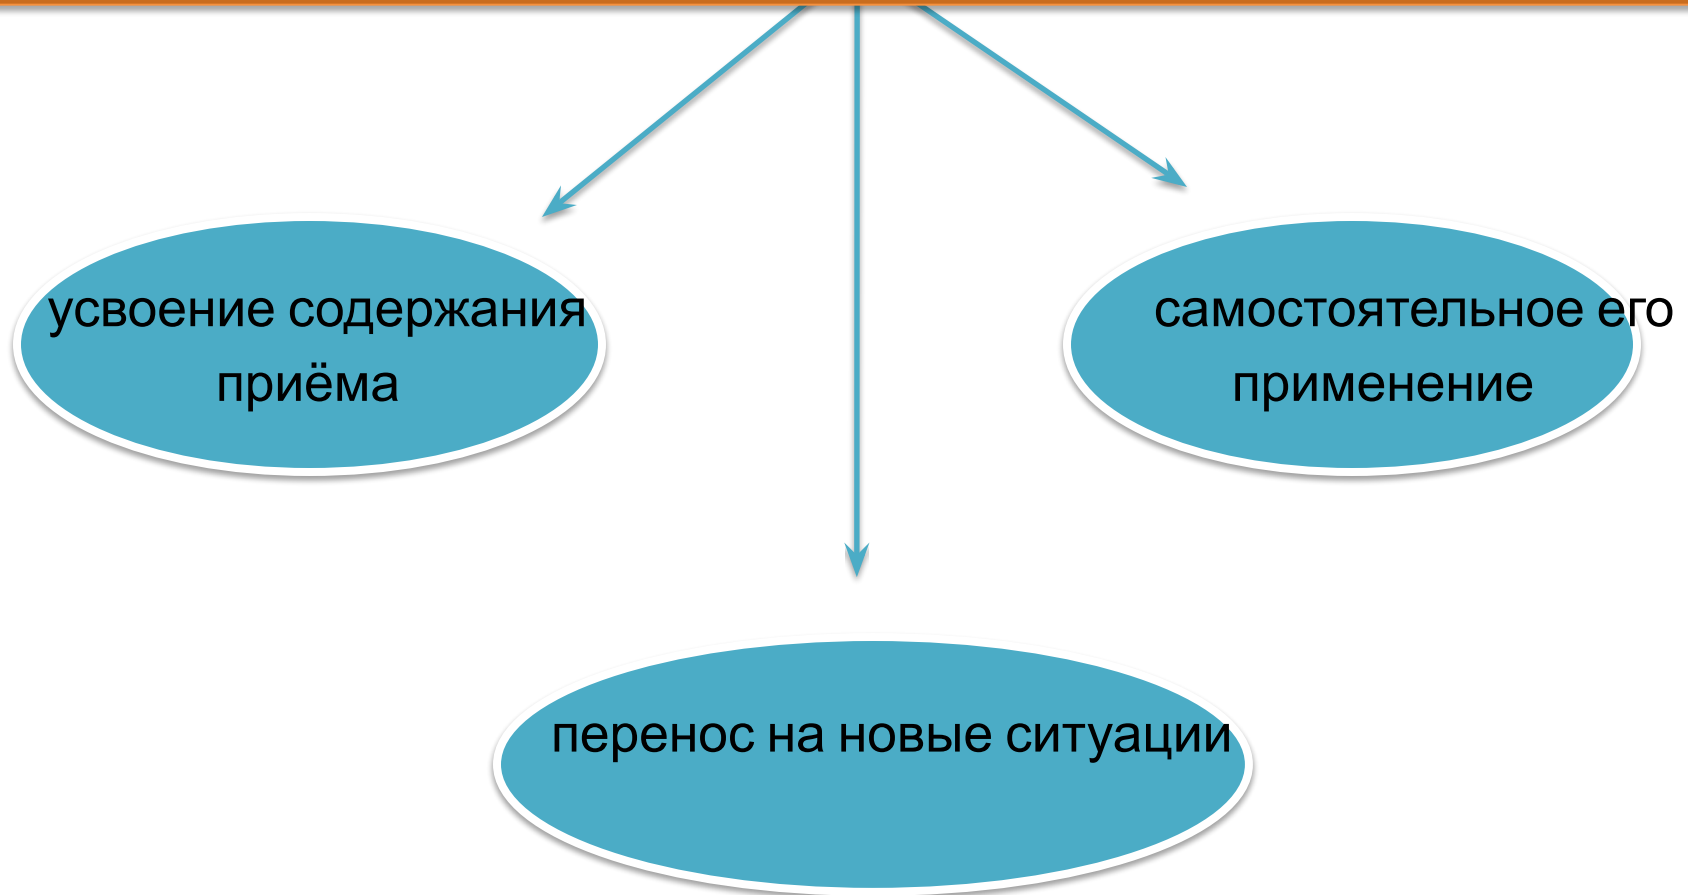 усвоение содержания
приёма
самостоятельное его
применение
перенос на новые ситуации